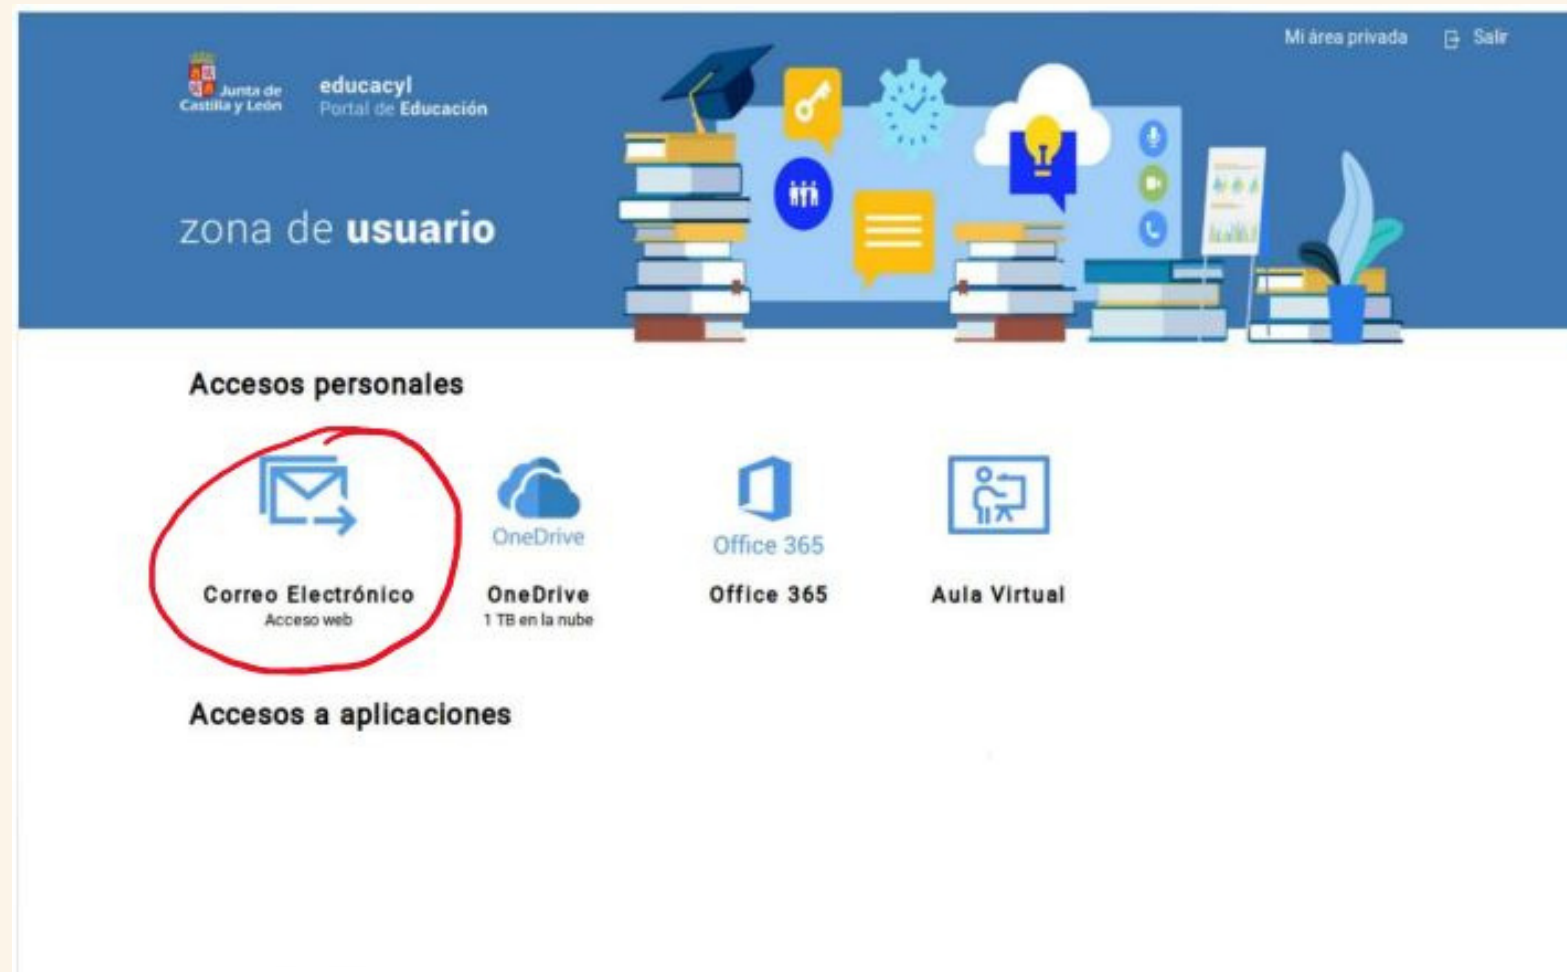 Mi área privada Salir
Junta de
Castilla y León
educacyl
Portal de Educación
zona de usuario
Accesos personales
OneDrive
Office 365
Correo Electrónico
Acceso web
OneDrive
1 TB en la nube
Office 365
Aula Virtual
Accesos a aplicaciones